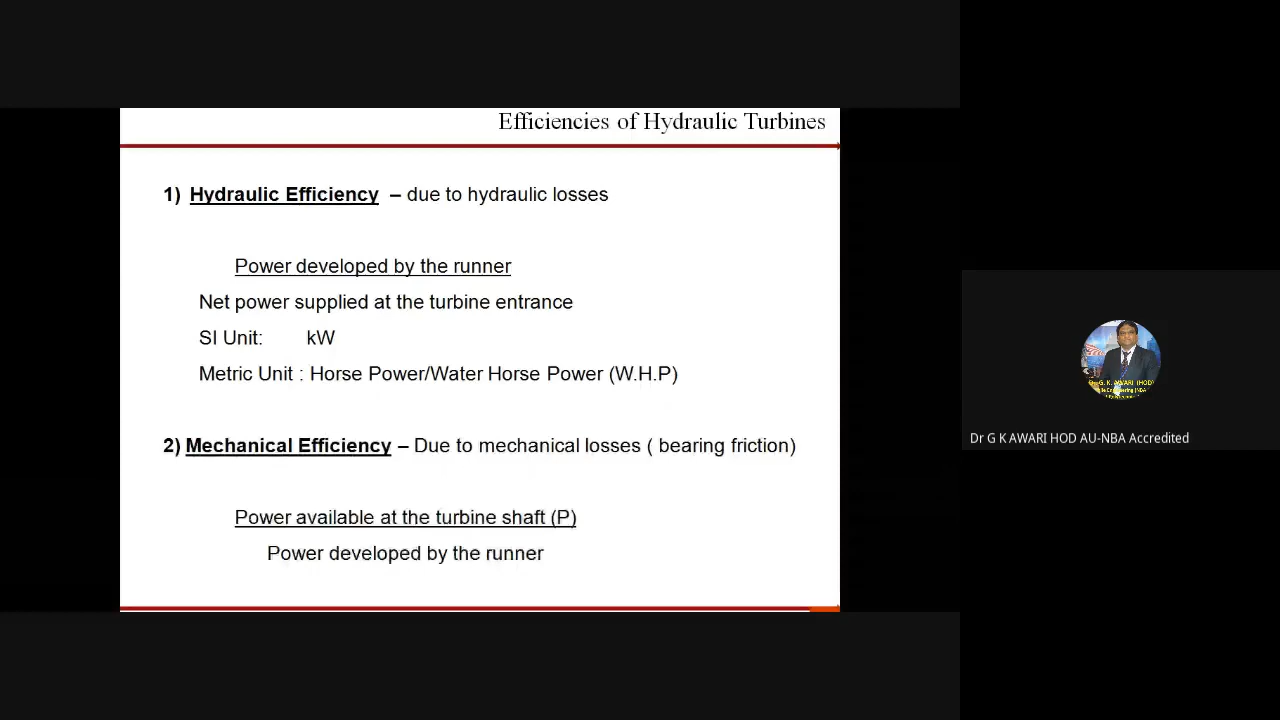 Efficiencies of Hydraulic Turbines
1) Hydraulic Efficiency – due to hydraulic losses
Power developed by the runner
Net power supplied at the turbine entrance
SI Unit: kW
Metric Unit : Horse Power/Water Horse Power (W.H.P)
2) Mechanical Efficiency – Due to mechanical losses ( bearing friction)
Power available at the turbine shaft (P)
Power developed by the runner
Dr G K AWARI HOD AU-NBA Accredited